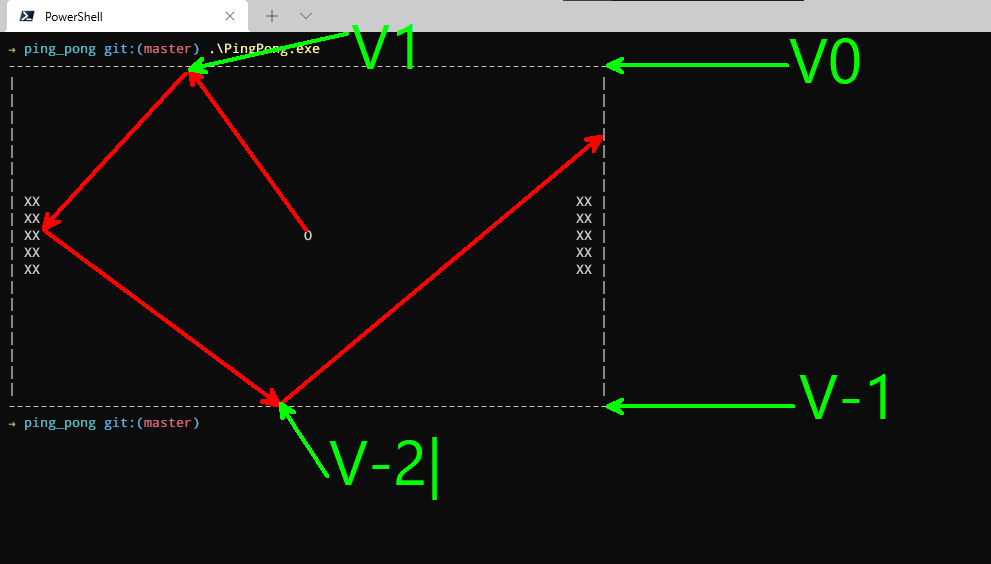 PowerShell
→ ping_pong git:(master) .\PingPong.exe
V1
V0
XX XX
XX XX
XX O XX
XX XX
XX XX
V-1
→ ping_pong git:(master)
V-2|